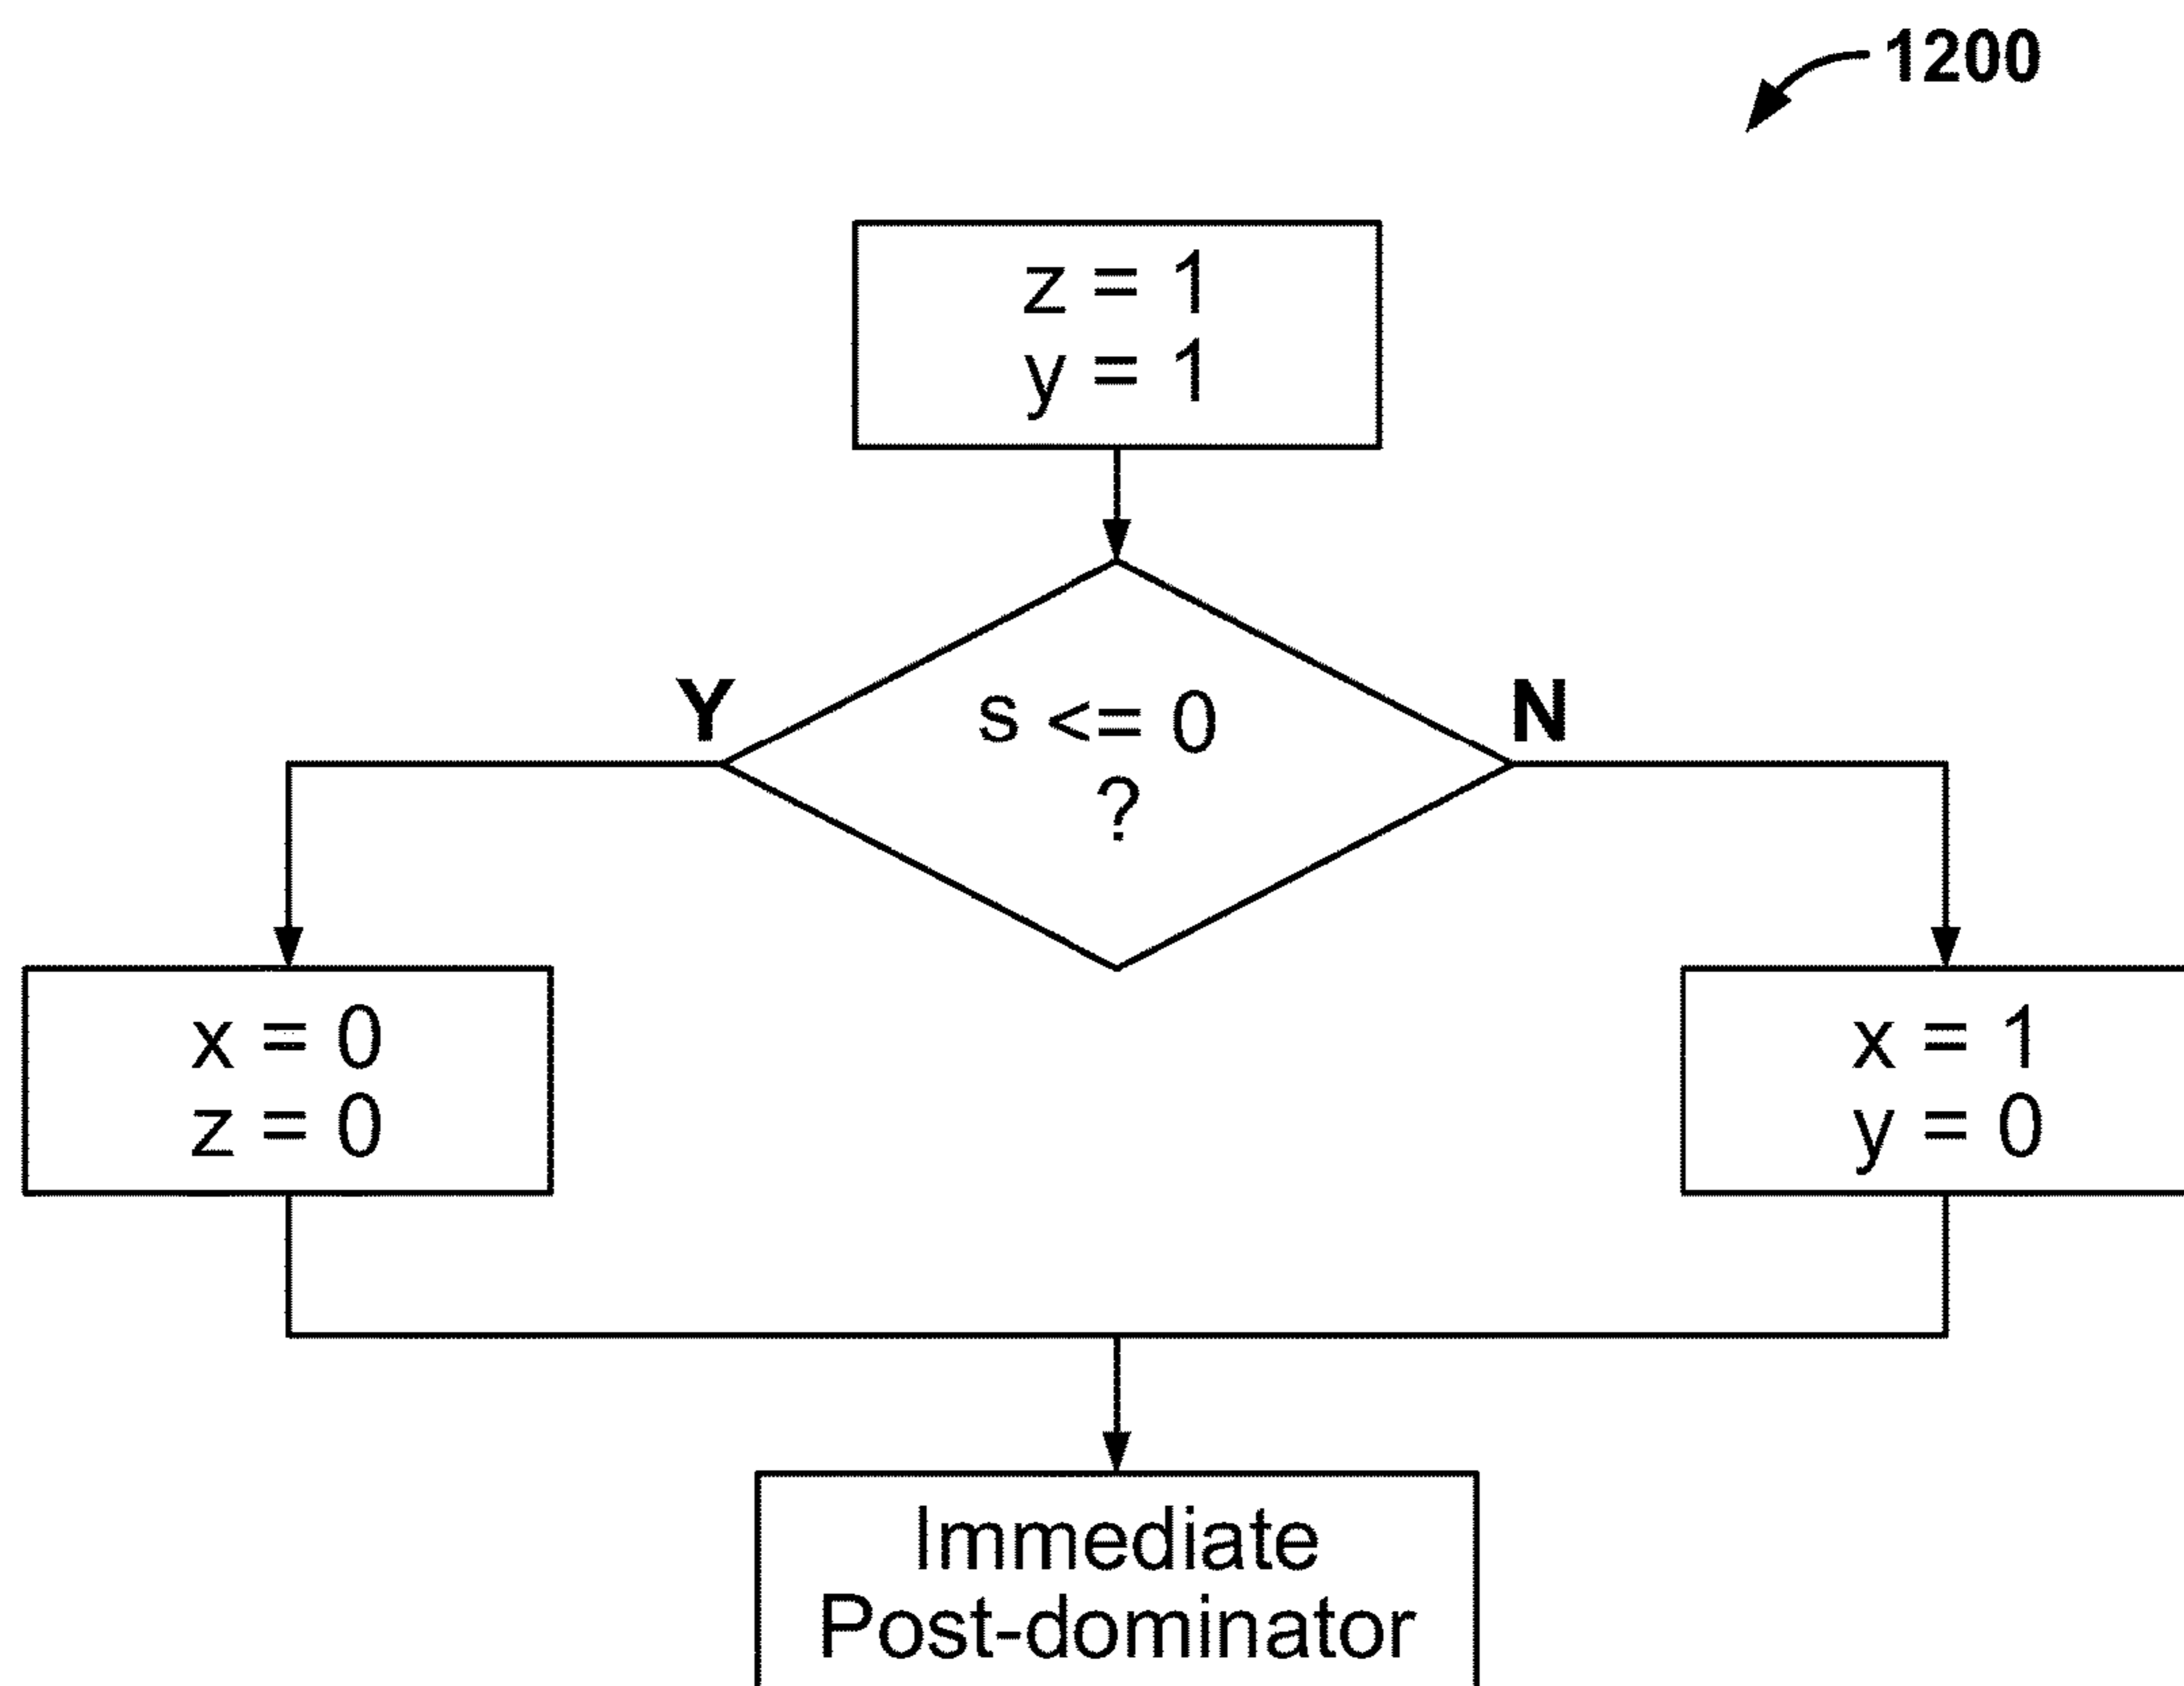 1200
z = 1
y = 1
Y
s <= 0
?
N
x = 0
z = 0
x = 1
y = 0
Immediate
Post-dominator